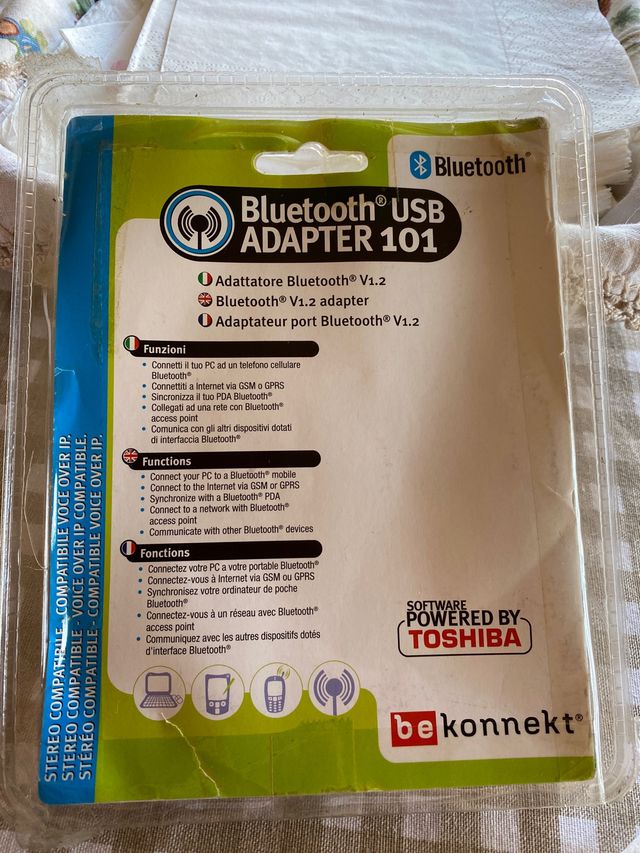 Bluetooth®
Bluetooth® USB
ADAPTER 101
Adattatore Bluetooth® V1.2
Bluetooth® V1.2 adapter
Adaptateur port Bluetooth® V1.2
Funzioni
• Connetti il tuo PC ad un telefono cellulare
Bluetooth®
• Connettiti a Internet via GSM o GPRS
• Sincronizza il tuo PDA Bluetooth®
• Collegati ad una rete con Bluetooth®
access point
• Comunica con gli altri dispositivi dotati
di interfaccia Bluetooth®
Functions
• Connect your PC to a Bluetooth® mobile
• Connect to the Internet via GSM or GPRS
• Synchronize with a Bluetooth® PDA
• Connect to a network with Bluetooth®
access point
• Communicate with other Bluetooth® devices
Fonctions
• Connectez votre PC a votre portable Bluetooth®
• Connectez-vous à Internet via GSM ou GPRS
• Synchronisez votre ordinateur de poche
Bluetooth®
• Connectez-vous à un réseau avec Bluetooth®
access point
• Communiquez avec les autres dispositifs dotés
d'interface Bluetooth®
STEREO COMPATIBILE - COMPATIBILE VOCE OVER IP.
STEREO COMPATIBLE - VOICE OVER IP COMPATIBLE.
STÉRÉO COMPATIBLE - COMPATIBLE VOICE OVER IP.
SOFTWARE
POWERED BY
TOSHIBA
be konnekt®